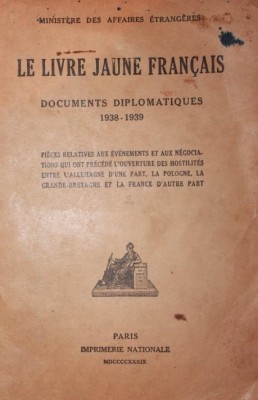 MINISTÈRE DES AFFAIRES ÉTRANGÈRES
LE LIVRE JAUNE FRANÇAIS
DOCUMENTS DIPLOMATIQUES
1938-1939
PIÈCES RELATIVES AUX ÉVÉNEMENTS ET AUX NÉGOCIA-
TIONS QUI ONT PRÉCÉDÉ L'OUVERTURE DES HOSTILITÉS
ENTRE L'ALLEMAGNE D'UNE PART, LA POLOGNE, LA
GRANDE-BRETAGNE ET LA FRANCE D'AUTRE PART
PARIS
IMPRIMERIE NATIONALE
MDCCCCXXXIX